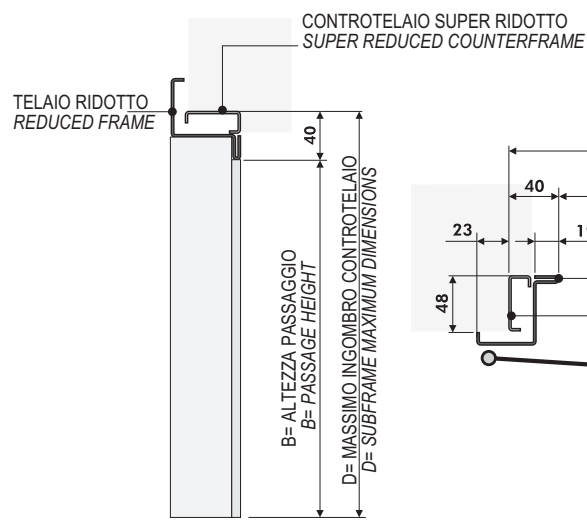 CONTROTELAIO SUPER RIDOTTO
SUPER REDUCED COUNTERFRAME
TELAIO RIDOTTO
REDUCED FRAME
40
B= ALTEZZA PASSAGGIO
B= PASSAGE HEIGHT
D= MASSIMO INGOMBRO CONTROTELAIO
D= SUBFRAME MAXIMUM DIMENSIONS
40
23
48